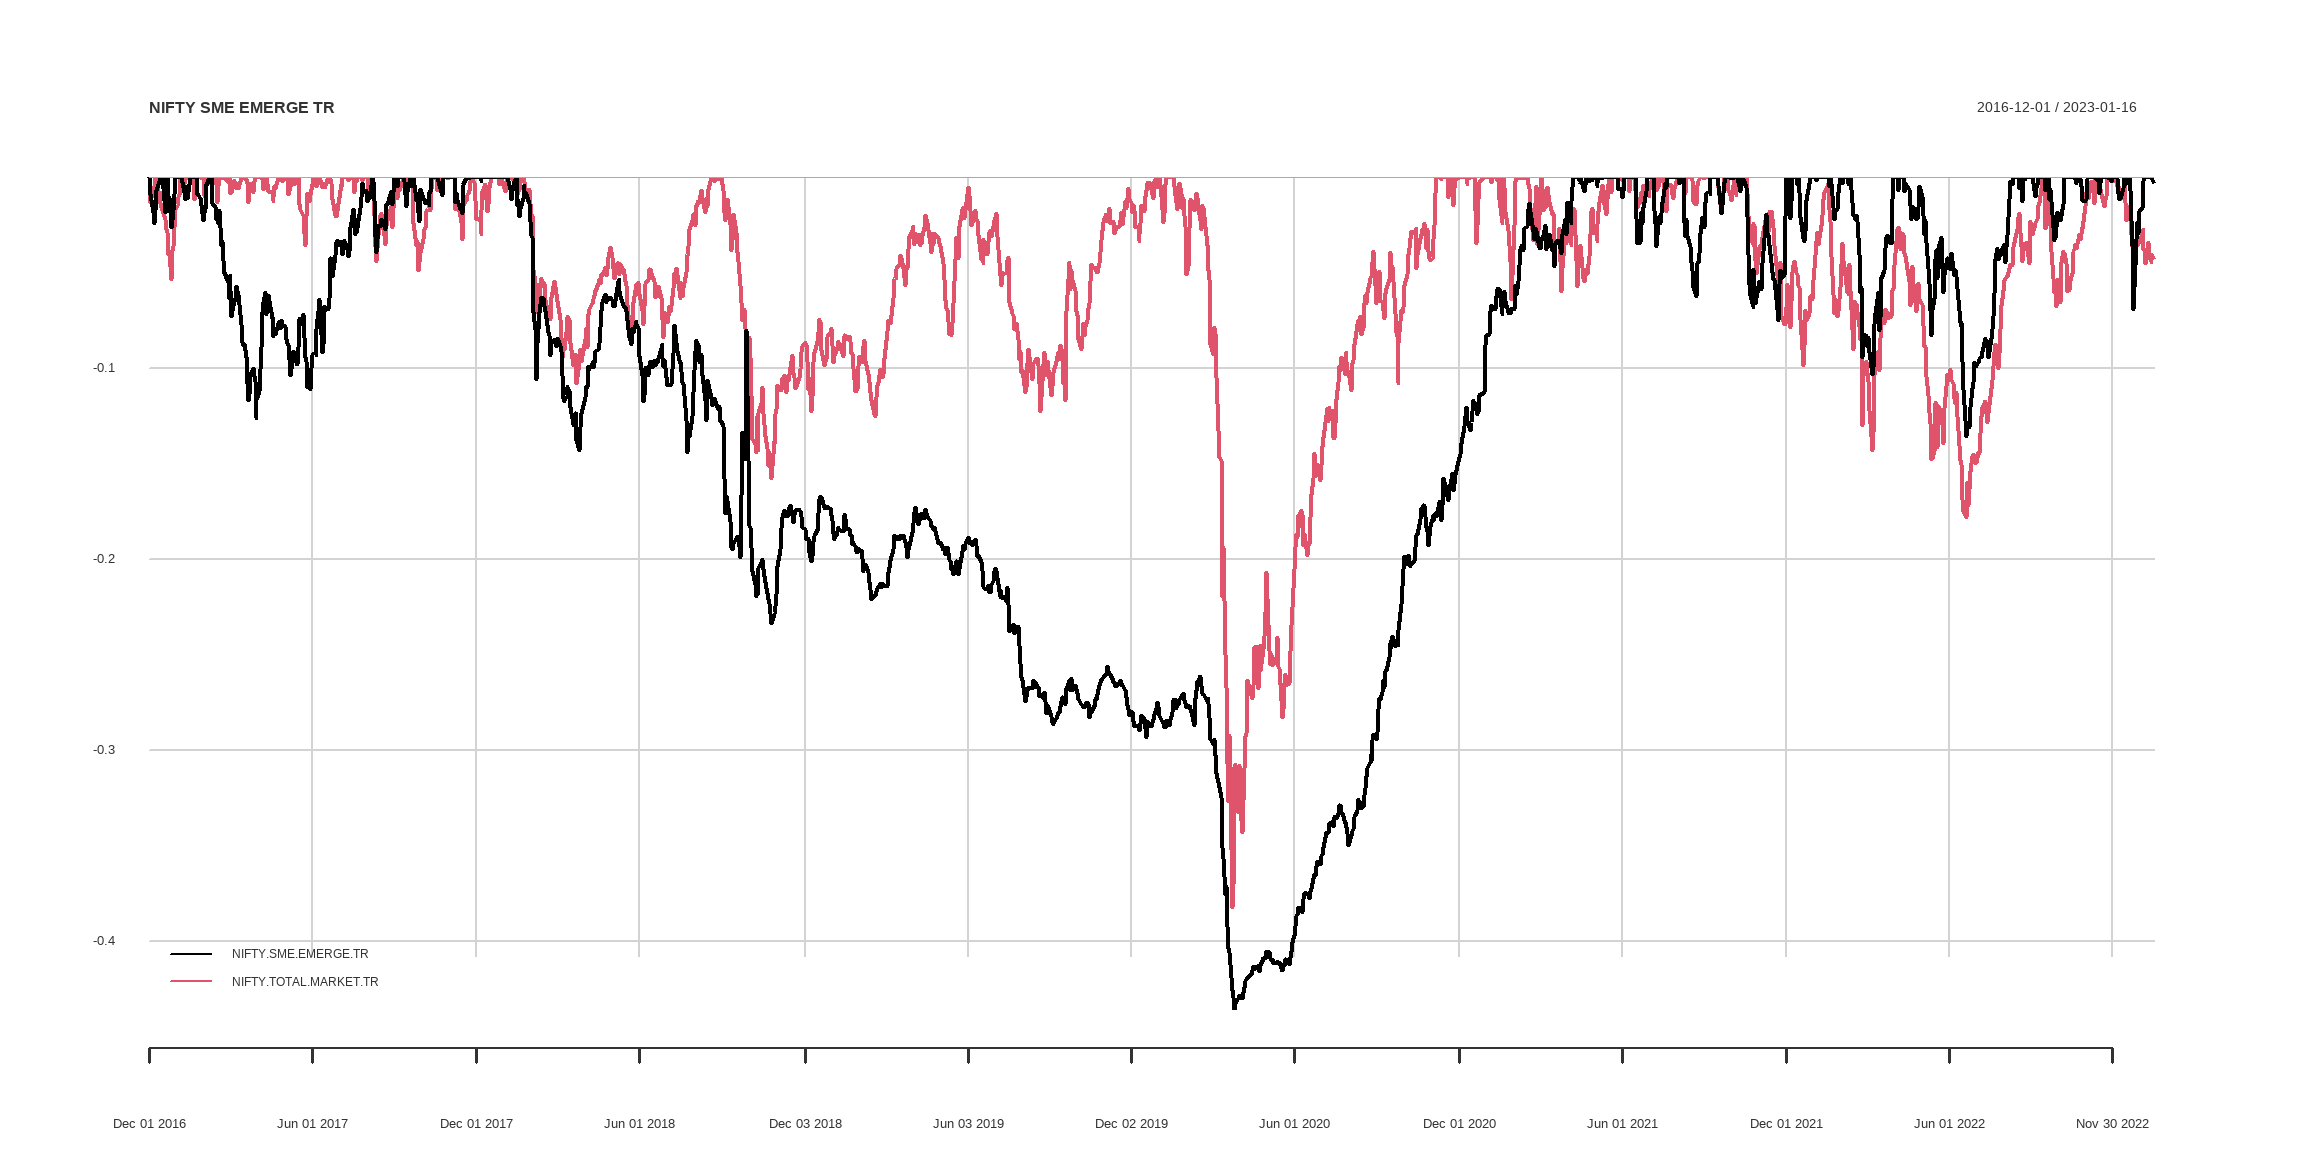 NIFTY SME EMERGE TR
2016-12-01 / 2023-01-16
-0.1
-0.2
-0.3
-0.4
NIFTY.SME.EMERGE.TR
NIFTY.TOTAL.MARKET.TR
Dec 01 2016
Jun 01 2017
Dec 01 2017
Jun 01 2018
Dec 03 2018
Jun 03 2019
Dec 02 2019
Jun 01 2020
Dec 01 2020
Jun 01 2021
Dec 01 2021
Jun 01 2022
Nov 30 2022